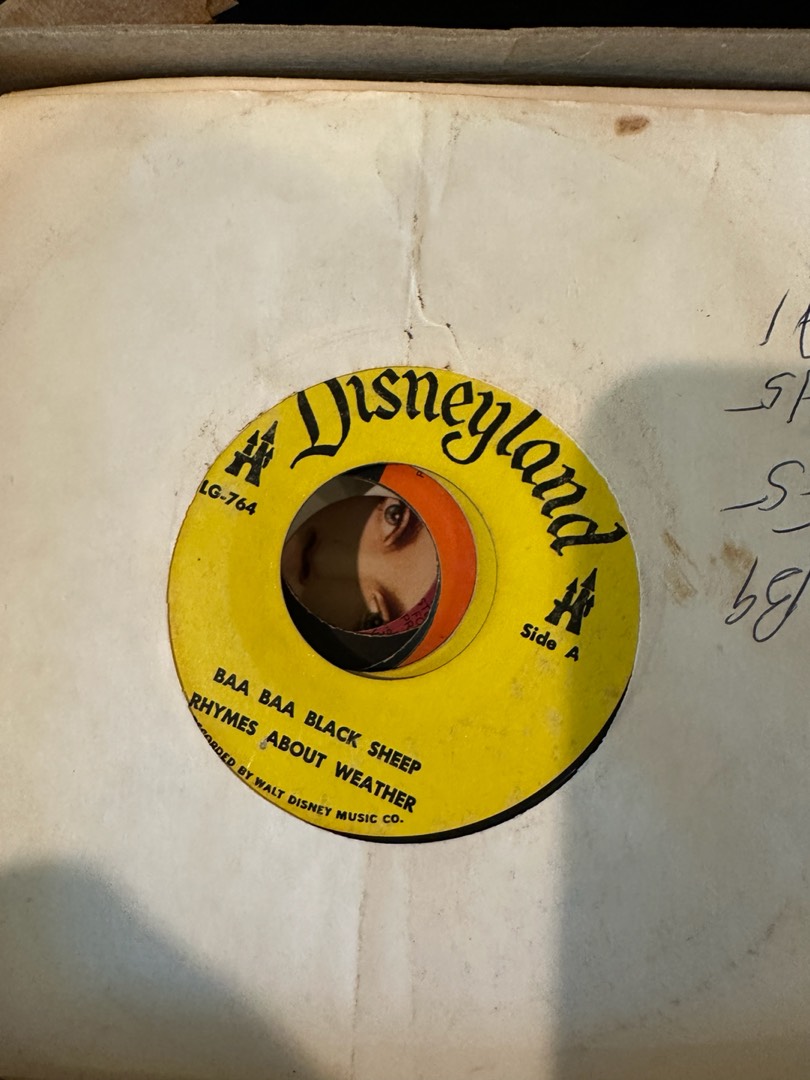 Disneyland
LG-764
Side A
BAA BAA BLACK SHEEP
RHYMES ABOUT WEATHER
BY WALT DISNEY MUSIC CO.